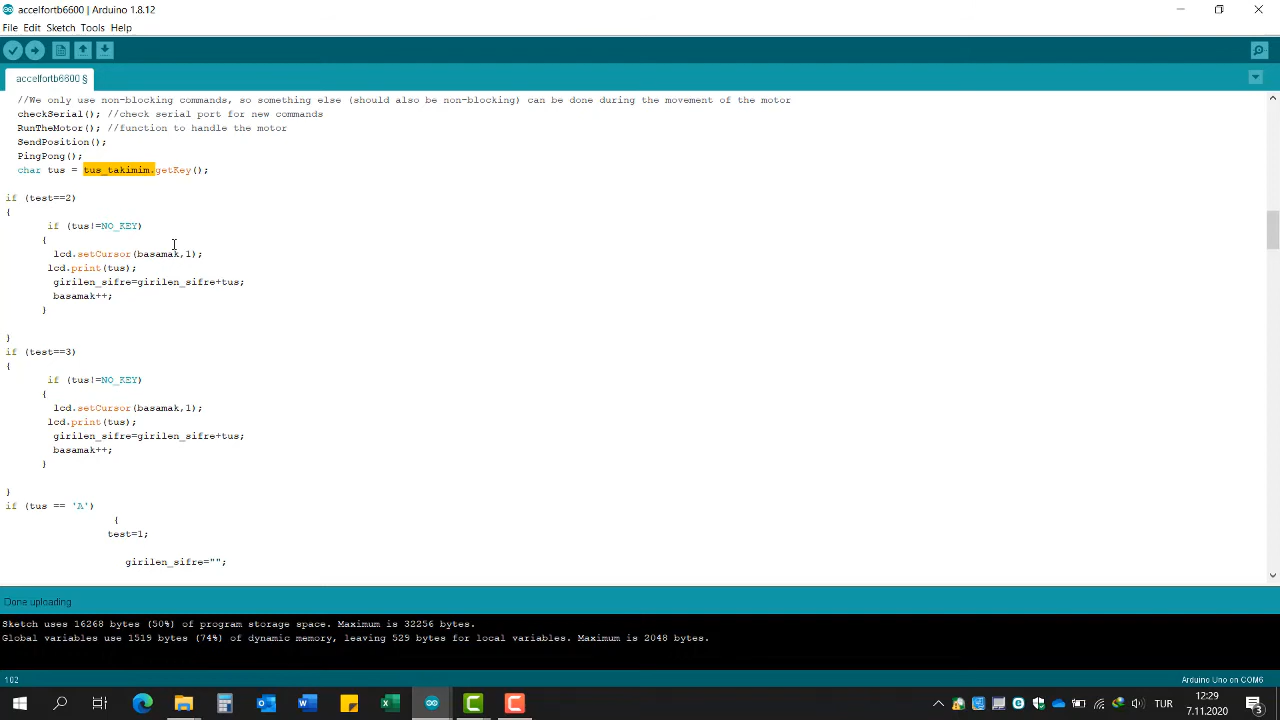 accelfortb6600 | Arduino 1.8.12
File Edit Sketch Tools Help
accelfortb6600 §
//We only use non-blocking commands, so something else (should also be non-blocking) can be done during the movement of the motor
checkSerial(); //check serial port for new commands
RunTheMotor(); //function to handle the motor
SendPosition();
PingPong();
char tus = tus_takimim.getKey();
if (test==2)
{
if (tus!=NO_KEY)
{
lcd.setCursor(basamak,1);
lcd.print(tus);
girilen_sifre=girilen_sifre+tus;
basamak++;
}
}
if (test==3)
{
if (tus!=NO_KEY)
{
lcd.setCursor(basamak,1);
lcd.print(tus);
girilen_sifre=girilen_sifre+tus;
basamak++;
}
}
if (tus == 'A')
{
test=1;
girilen_sifre="";
Done uploading
Sketch uses 16268 bytes (50%) of program storage space. Maximum is 32256 bytes.
Global variables use 1519 bytes (74%) of dynamic memory, leaving 529 bytes for local variables. Maximum is 2048 bytes.
102
Arduino Uno on COM6
TUR
12:29
7.11.2020